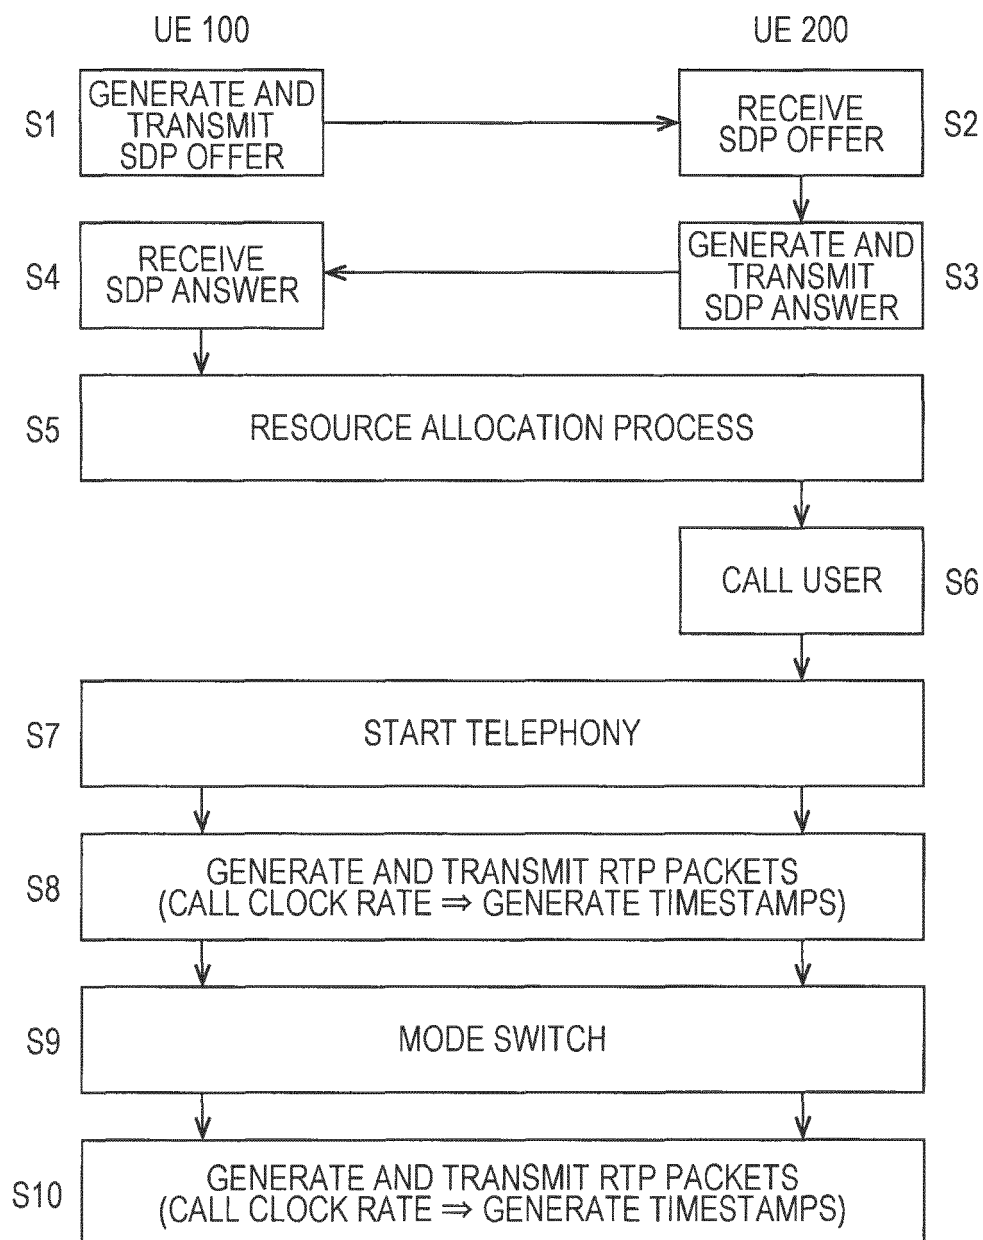 UE 100
UE 200
S1
GENERATE AND
TRANSMIT
SDP OFFER
RECEIVE
SDP OFFER
S2
S4
RECEIVE
SDP ANSWER
GENERATE AND
TRANSMIT
SDP ANSWER
S3
S5
RESOURCE ALLOCATION PROCESS
CALL USER
S6
S7
START TELEPHONY
S8
GENERATE AND TRANSMIT RTP PACKETS
(CALL CLOCK RATE ⇒ GENERATE TIMESTAMPS)
S9
MODE SWITCH
S10
GENERATE AND TRANSMIT RTP PACKETS
(CALL CLOCK RATE ⇒ GENERATE TIMESTAMPS)